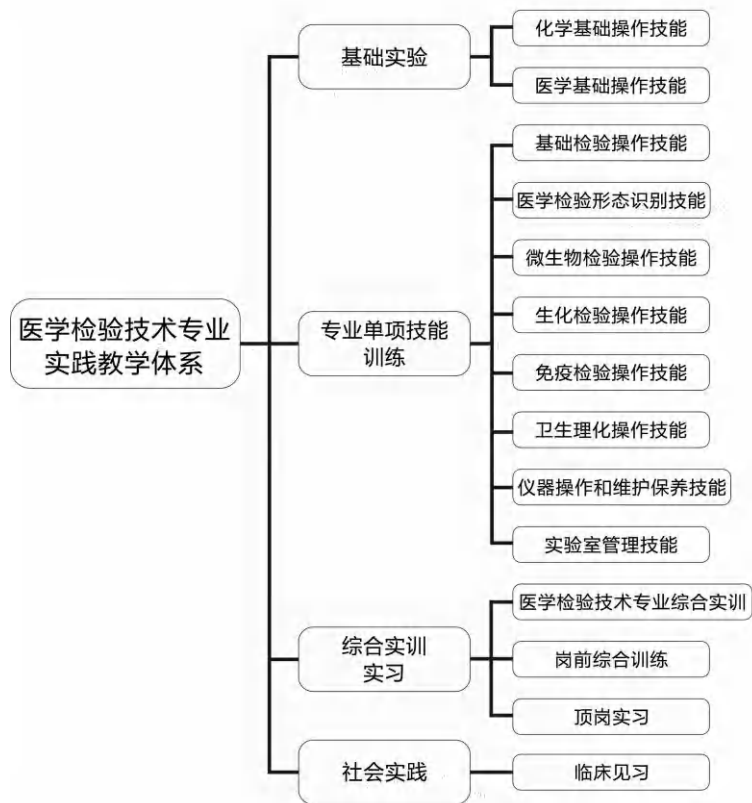 医学检验技术专业
实践教学体系
基础实验
化学基础操作技能
医学基础操作技能
专业单项技能
训练
基础检验操作技能
医学检验形态识别技能
微生物检验操作技能
生化检验操作技能
免疫检验操作技能
卫生理化操作技能
仪器操作和维护保养技能
实验室管理技能
综合实训
实习
医学检验技术专业综合实训
岗前综合训练
顶岗实习
社会实践
临床见习